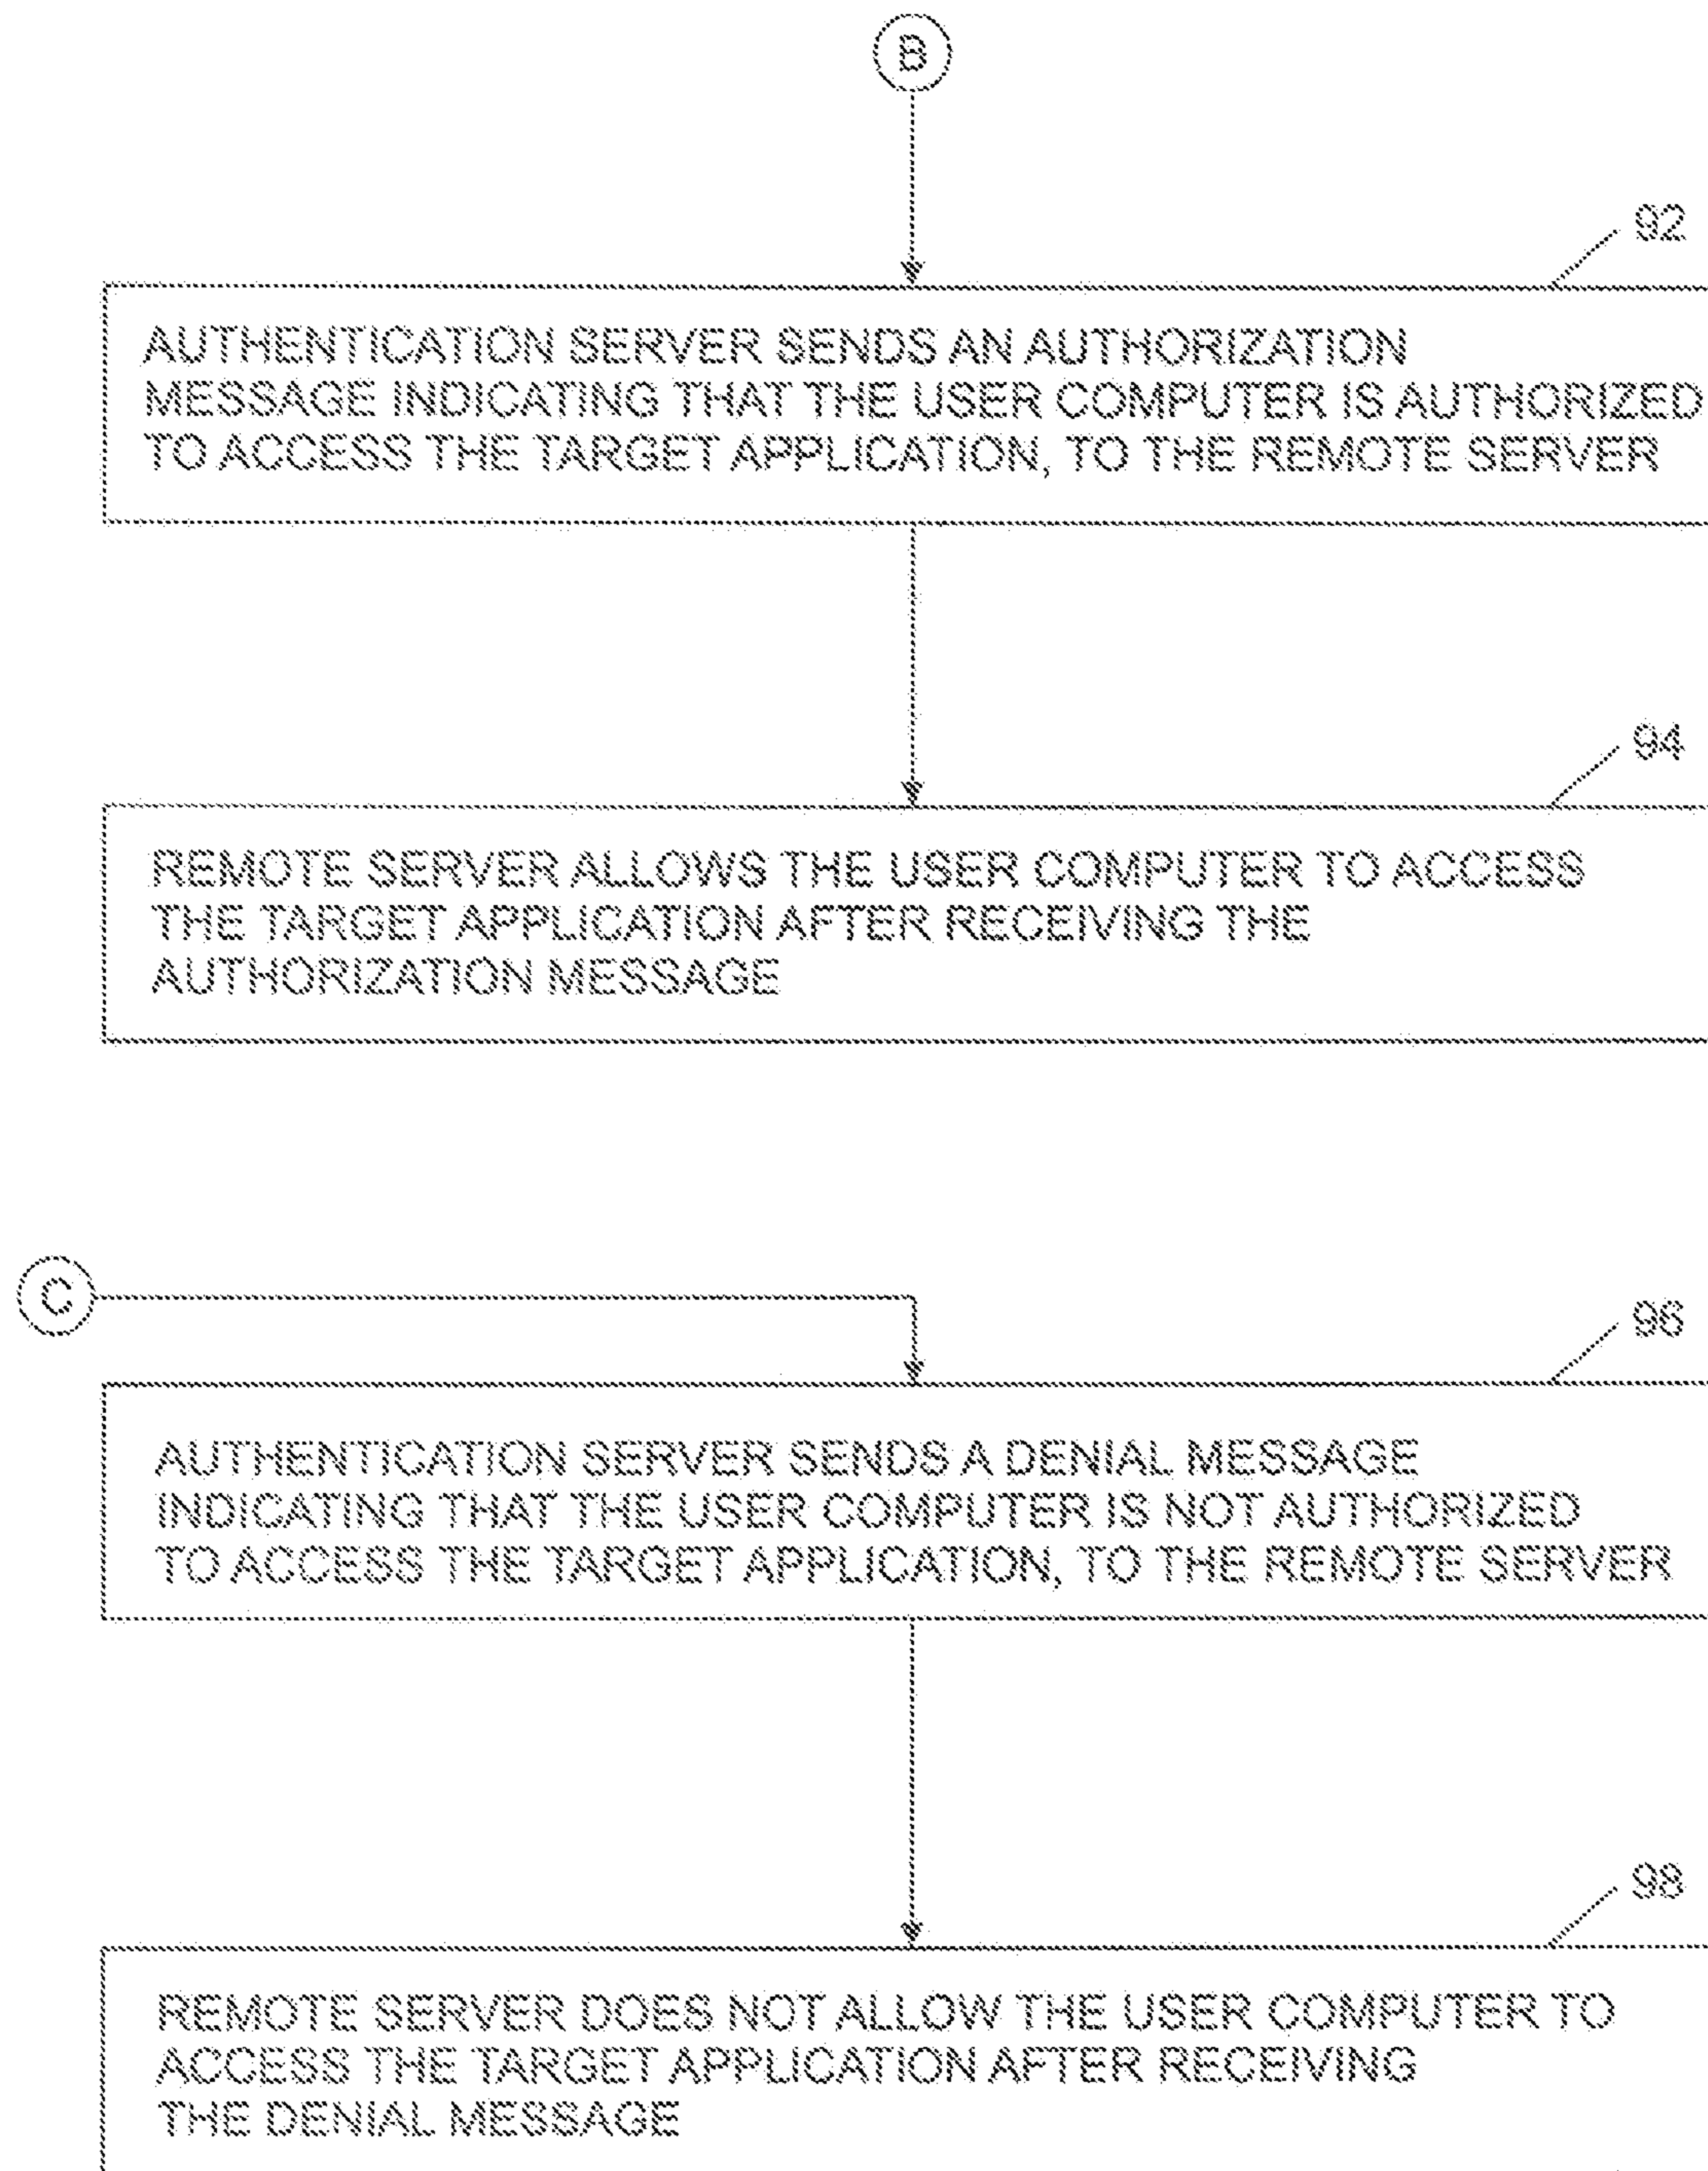 B
92
AUTHENTICATION SERVER SENDS AN AUTHORIZATION
MESSAGE INDICATING THAT THE USER COMPUTER IS AUTHORIZED
TO ACCESS THE TARGET APPLICATION, TO THE REMOTE SERVER
94
REMOTE SERVER ALLOWS THE USER COMPUTER TO ACCESS
THE TARGET APPLICATION AFTER RECEIVING THE
AUTHORIZATION MESSAGE
C
96
AUTHENTICATION SERVER SENDS A DENIAL MESSAGE
INDICATING THAT THE USER COMPUTER IS NOT AUTHORIZED
TO ACCESS THE TARGET APPLICATION, TO THE REMOTE SERVER
98
REMOTE SERVER DOES NOT ALLOW THE USER COMPUTER TO
ACCESS THE TARGET APPLICATION AFTER RECEIVING
THE DENIAL MESSAGE